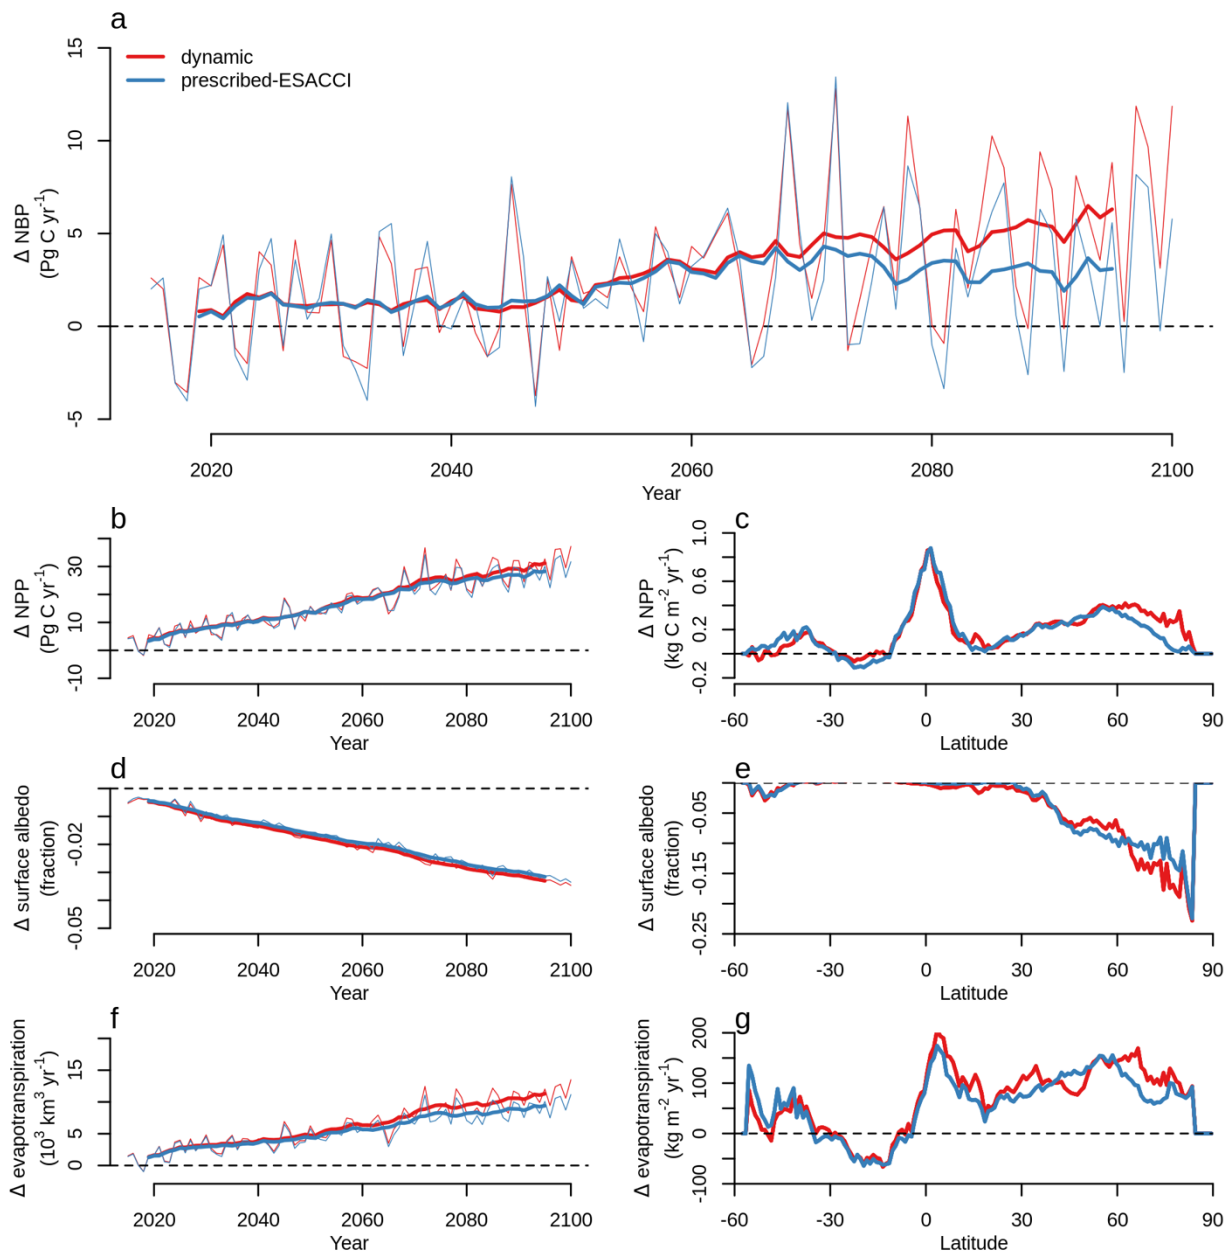 a
15
10
5
0
-5
Δ NBP
(Pg C yr-1)
dynamic
prescribed-ESACCI
2020 2040 2060 2080 2100
Year
b
30
10
-10
Δ NPP
(Pg C yr-1)
2020 2040 2060 2080 2100
Year
c
1.0
0.6
0.2
-0.2
Δ NPP
(kg C m-2 yr-1)
-60 -30 0 30 60 90
Latitude
d
-0.02
-0.05
Δ surface albedo
(fraction)
2020 2040 2060 2080 2100
Year
e
-0.05
-0.15
-0.25
Δ surface albedo
(fraction)
-60 -30 0 30 60 90
Latitude
f
15
5
0
Δ evapotranspiration
(103 km3 yr-1)
2020 2040 2060 2080 2100
Year
g
200
100
0
-100
Δ evapotranspiration
(kg m-2 yr-1)
-60 -30 0 30 60 90
Latitude